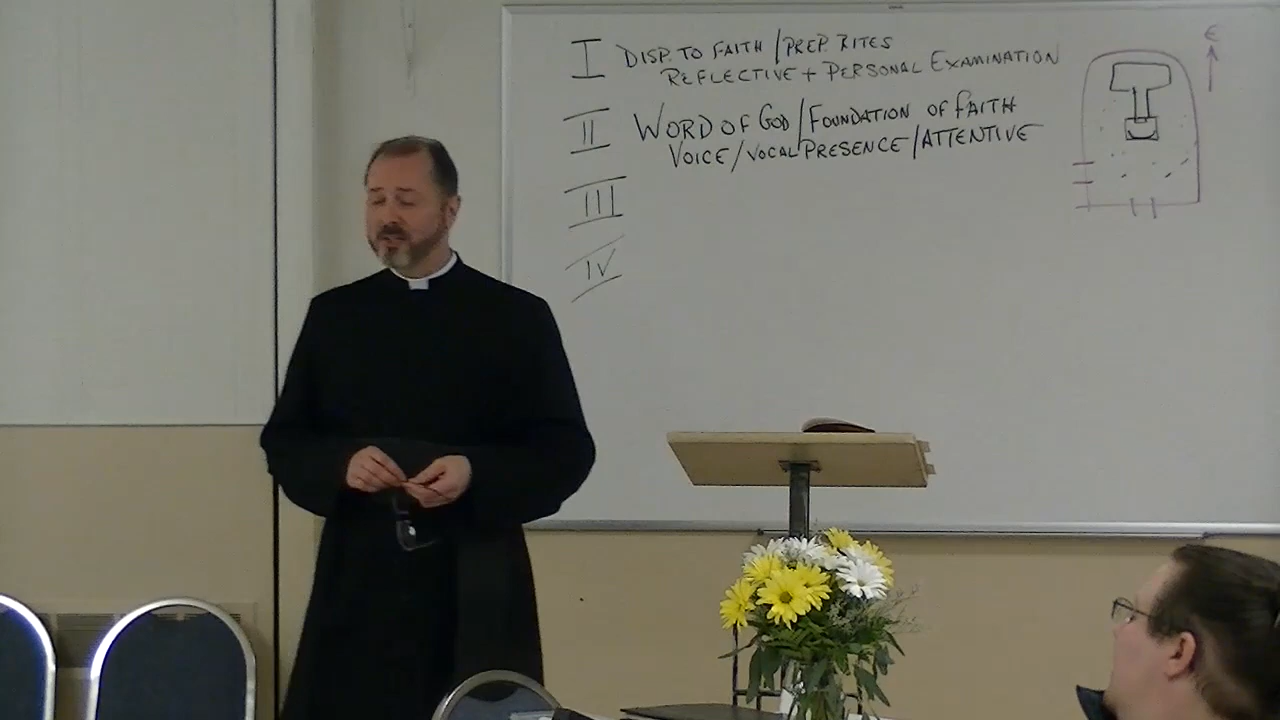 I DISP. TO FAITH / PREP. RITES
REFLECTIVE + PERSONAL EXAMINATION
II WORD OF GOD / FOUNDATION OF FAITH
VOICE / VOCAL PRESENCE / ATTENTIVE
III
IV
E